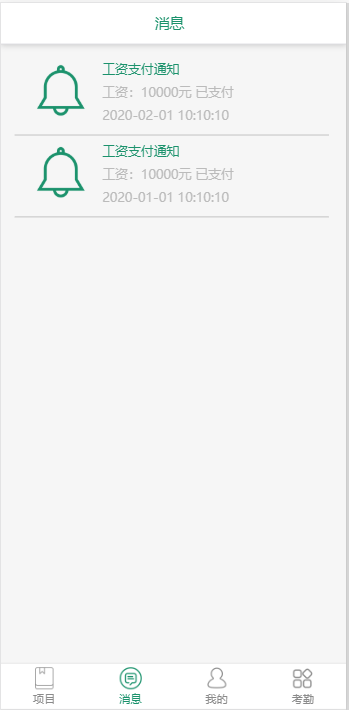 消息
工资支付通知
工资：10000元 已支付
2020-02-01 10:10:10
工资支付通知
工资：10000元 已支付
2020-01-01 10:10:10
项目
消息
我的
考勤